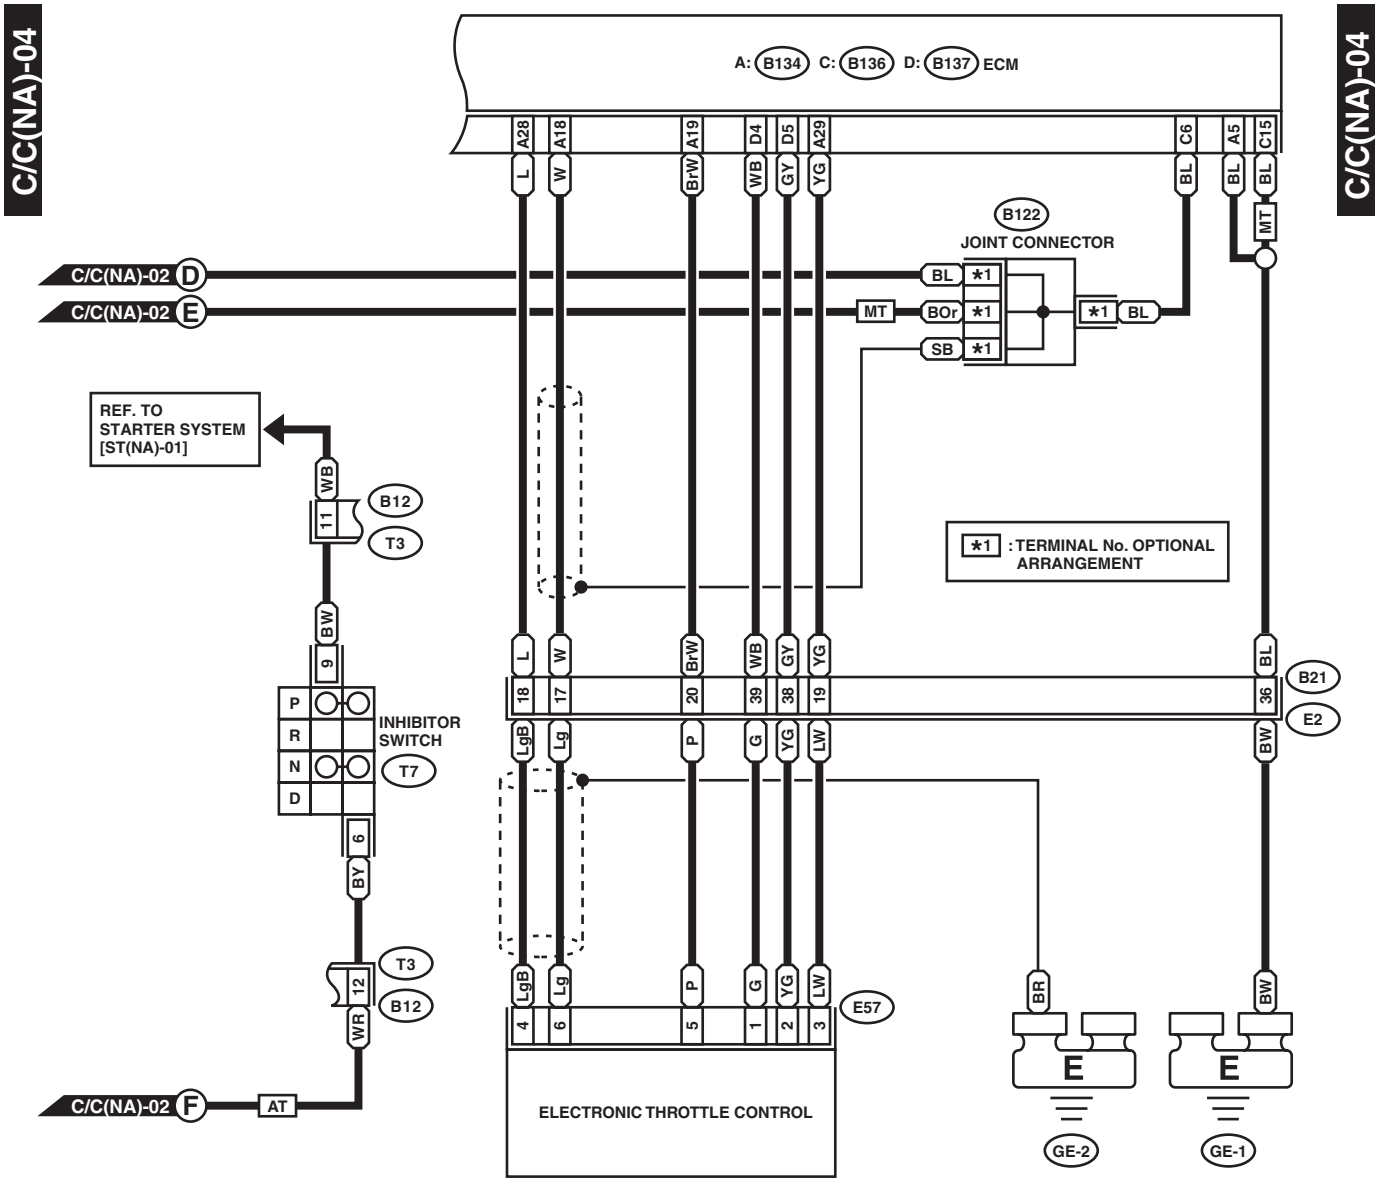 C/C(NA)-04
C/C(NA)-04
A: B134 C: B136 D: B137 ECM
A28 A18 A19 D4 D5 A29 C6 A5 C15
L W BrW WB GY YG BL BL BL
MT
B122
JOINT CONNECTOR
C/C(NA)-02 D BL *1
C/C(NA)-02 E MT BOr *1 *1 BL
SB *1
REF. TO
STARTER SYSTEM
[ST(NA)-01]
WB
11 B12
T3
*1 : TERMINAL No. OPTIONAL
ARRANGEMENT
BW
9
L W BrW WB GY YG BL
18 17 20 39 38 19 36 B21
E2
LgB Lg P G YG LW BW
P
R
N
D
INHIBITOR
SWITCH
T7
6
BY
T3
12
B12
WR
LgB Lg P G YG LW BR BW
4 6 5 1 2 3 E57
ELECTRONIC THROTTLE CONTROL
E E
GE-2 GE-1
C/C(NA)-02 F AT